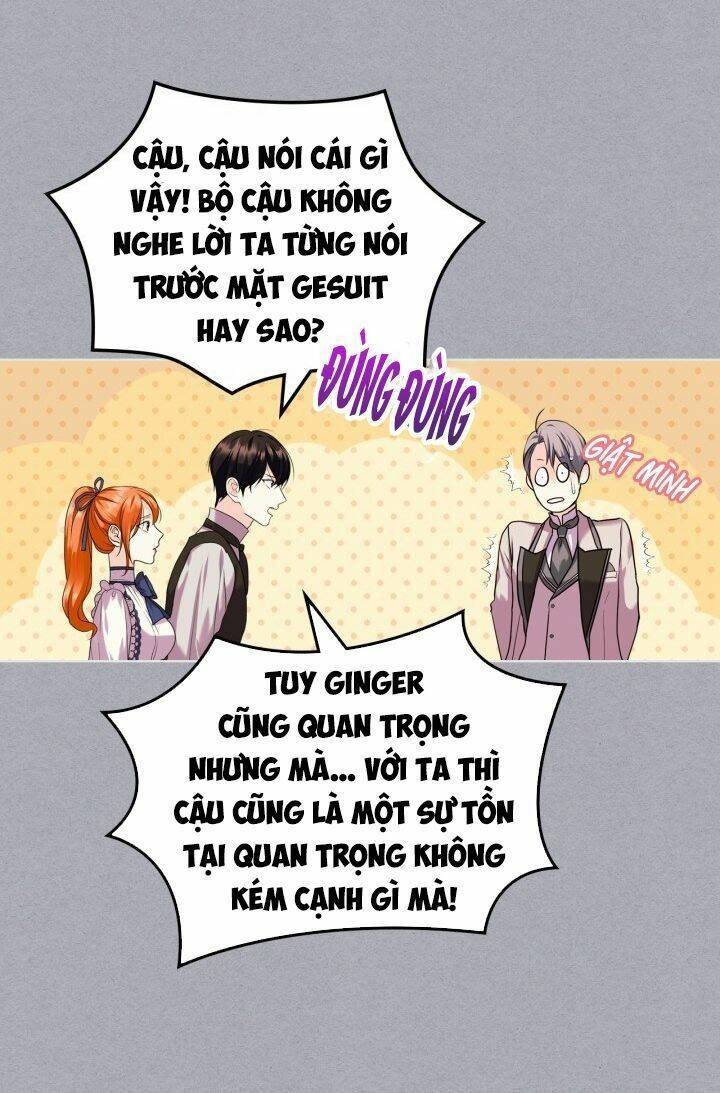 CẬU, CẬU NÓI CÁI GÌ
VẬY! BỘ CẬU KHÔNG
NGHE LỜI TA TỪNG NÓI
TRƯỚC MẶT GESUIT
HAY SAO?
ĐÙNG ĐÙNG
GIẬT MÌNH
TUY GINGER
CŨNG QUAN TRỌNG
NHƯNG MÀ... VỚI TA THÌ
CẬU CŨNG LÀ MỘT SỰ TỒN
TẠI QUAN TRỌNG KHÔNG
KÉM CẠNH GÌ MÀ!